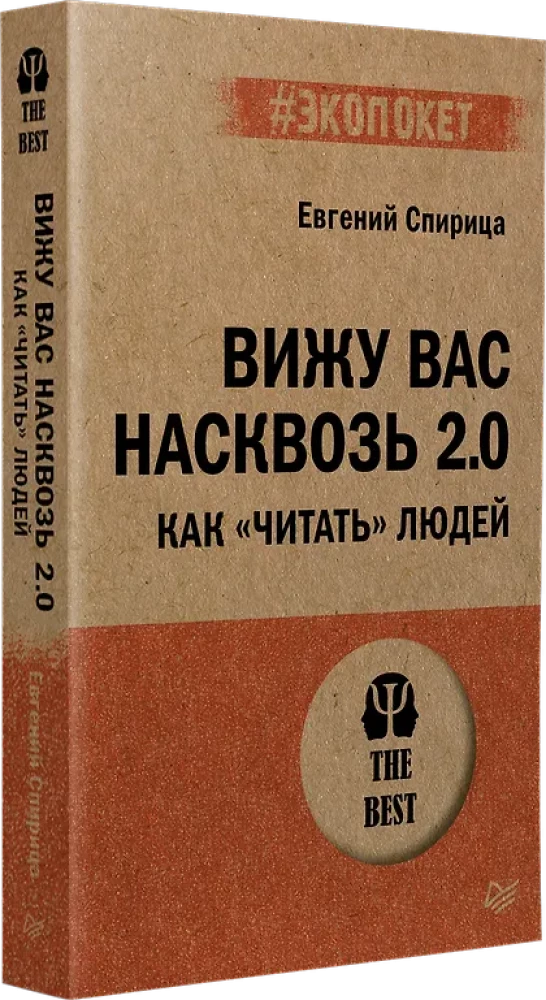 #ЭКОПОКЕТ
Евгений Спирица
ВИЖУ ВАС
НАСКВОЗЬ 2.0
КАК «ЧИТАТЬ» ЛЮДЕЙ
THE
BEST
THE
BEST
ВИЖУ ВАС НАСКВОЗЬ 2.0
КАК «ЧИТАТЬ» ЛЮДЕЙ
Евгений Спирица